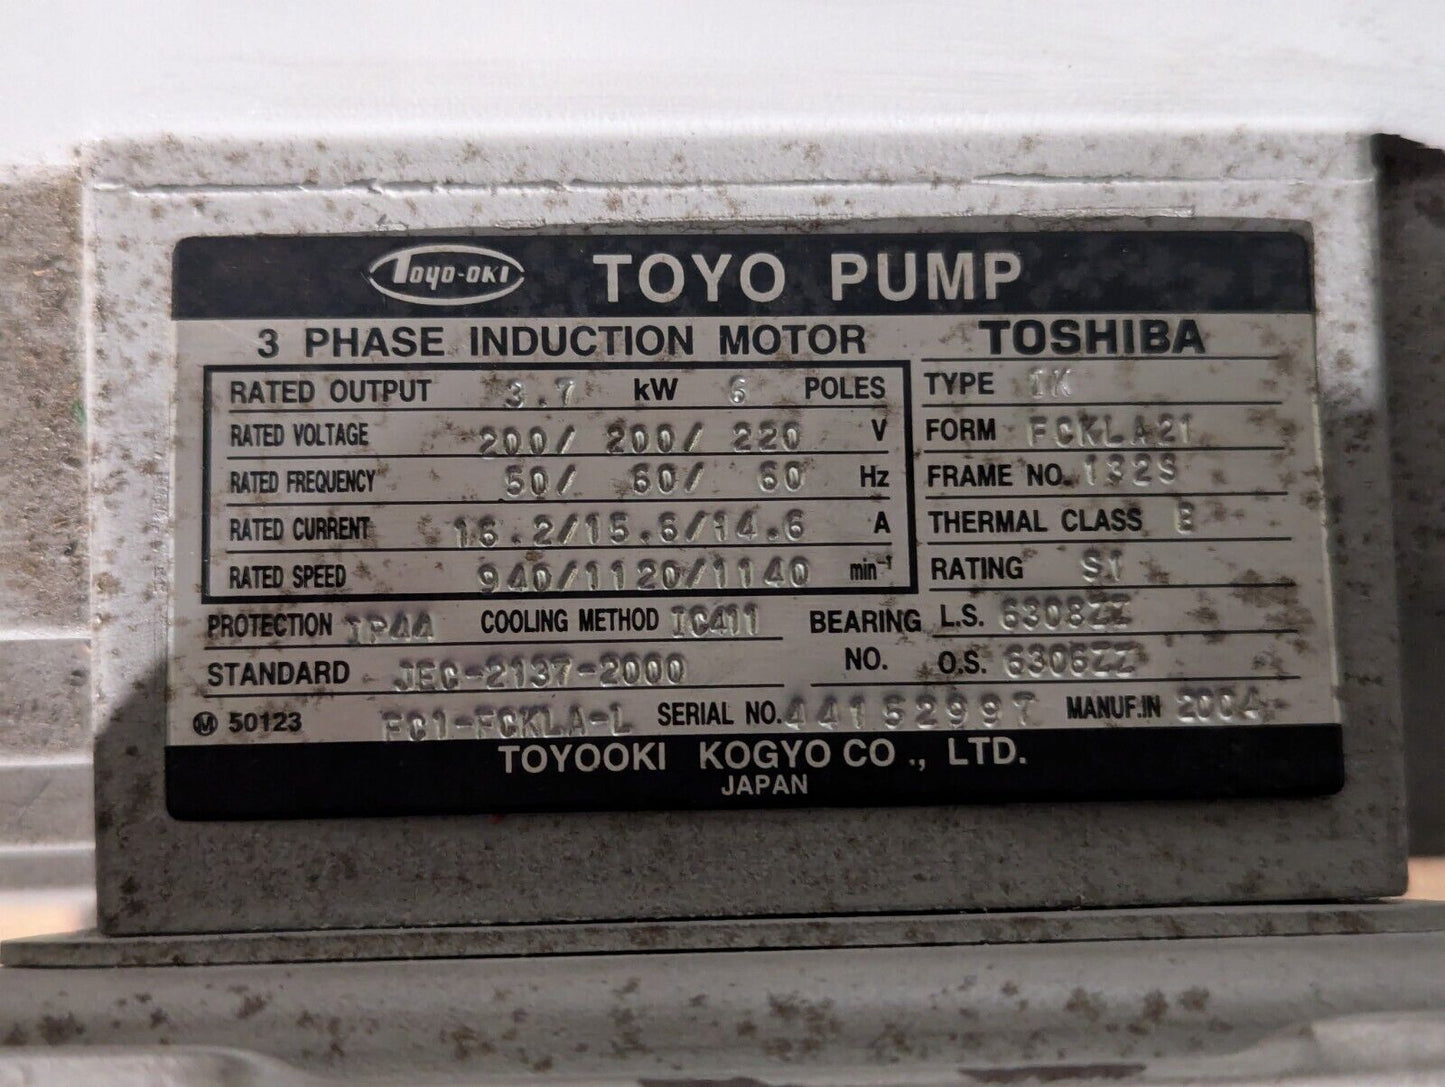 Toyo-OKI TOYO PUMP
3 PHASE INDUCTION MOTOR
TOSHIBA
RATED OUTPUT 3.7 kW 6 POLES
RATED VOLTAGE 200/ 200/ 220 V
RATED FREQUENCY 50/ 60/ 60 Hz
RATED CURRENT 16.2/15.6/14.6 A
RATED SPEED 940/1120/1140 min⁻¹
TYPE IK
FORM FCKLA21
FRAME NO. 132S
THERMAL CLASS B
RATING S1
PROTECTION IP44 COOLING METHOD IC411
BEARING NO. L.S. 6308ZZ
O.S. 6306ZZ
STANDARD JEC-2137-2000
Ⓜ 50123 FC1-FCKLA-L SERIAL NO. 44152997 MANUF.IN 2004
TOYOOKI KOGYO CO., LTD.
JAPAN